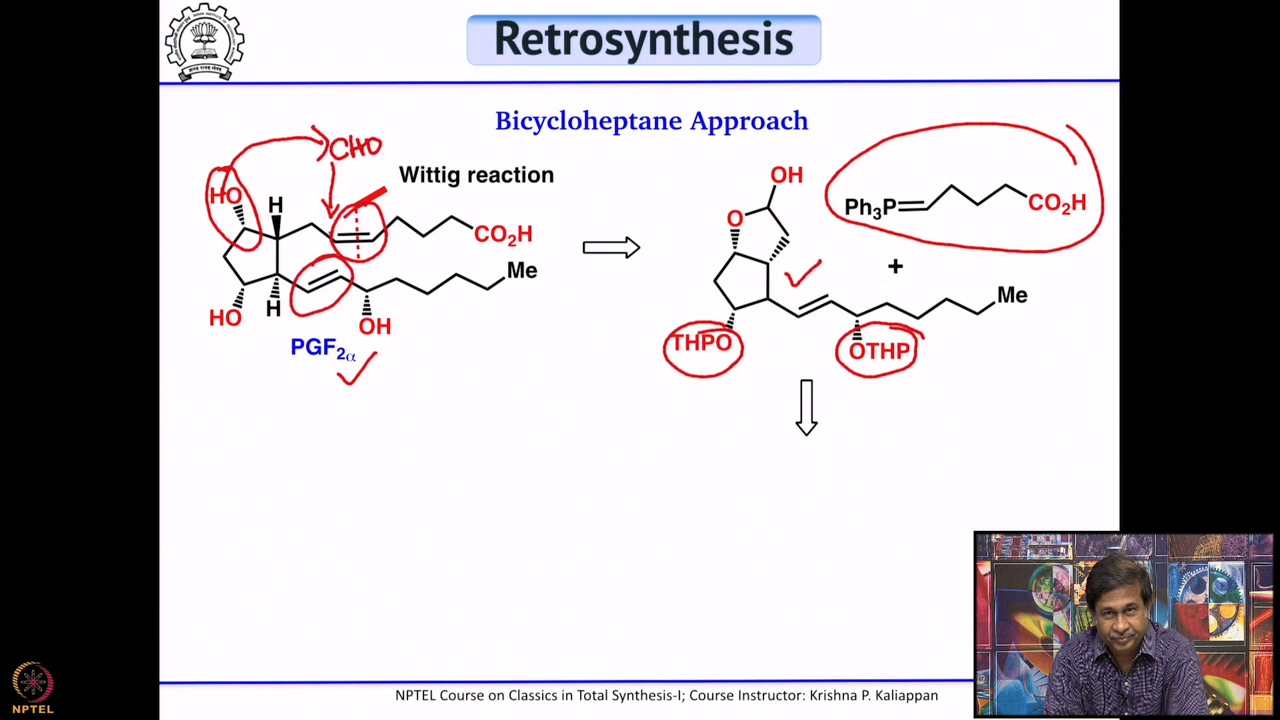 Retrosynthesis
Bicycloheptane Approach
CHO
Wittig reaction
HO
H
CO₂H
Me
H
HO
OH
PGF₂α
OH
O
Ph₃P
CO₂H
+
Me
THPO
OTHP
NPTEL
NPTEL Course on Classics in Total Synthesis-I; Course Instructor: Krishna P. Kaliappan